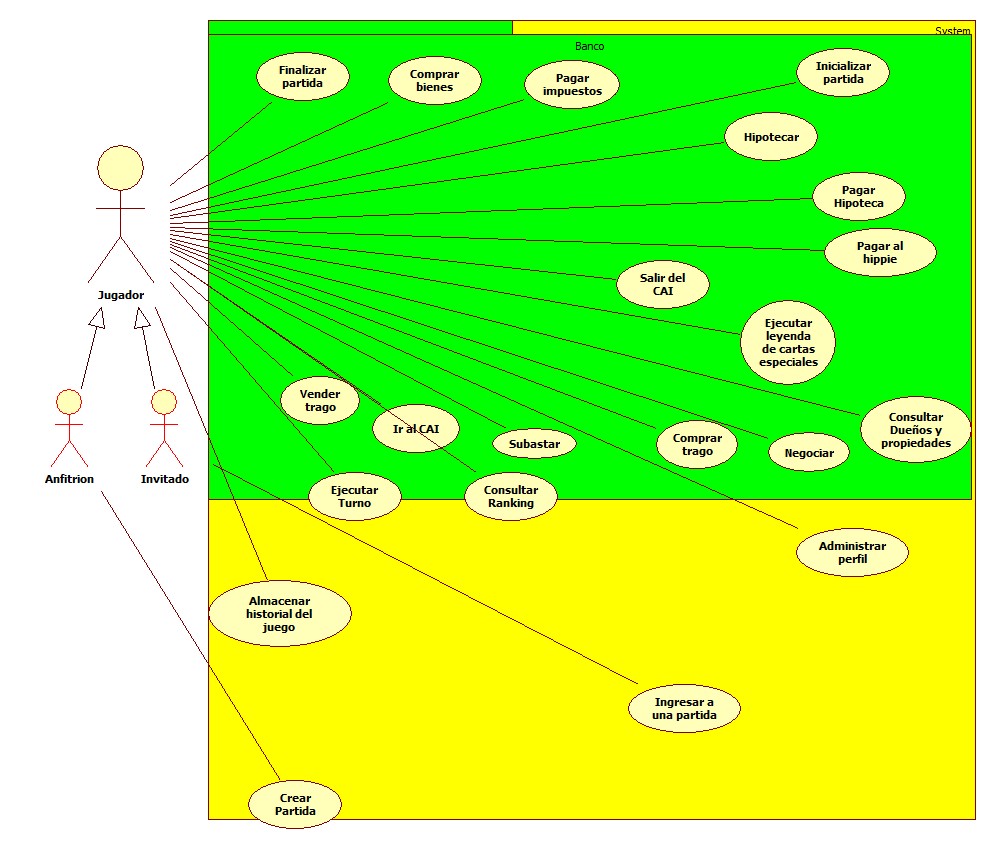 System
Banco
Finalizar
partida
Comprar
bienes
Pagar
impuestos
Inicializar
partida
Hipotecar
Pagar
Hipoteca
Pagar al
hippie
Salir del
CAI
Jugador
Ejecutar
leyenda
de cartas
especiales
Vender
trago
Ir al CAI
Subastar
Comprar
trago
Negociar
Consultar
Dueños y
propiedades
Anfitrion
Invitado
Ejecutar
Turno
Consultar
Ranking
Administrar
perfil
Almacenar
historial del
juego
Ingresar a
una partida
Crear
Partida